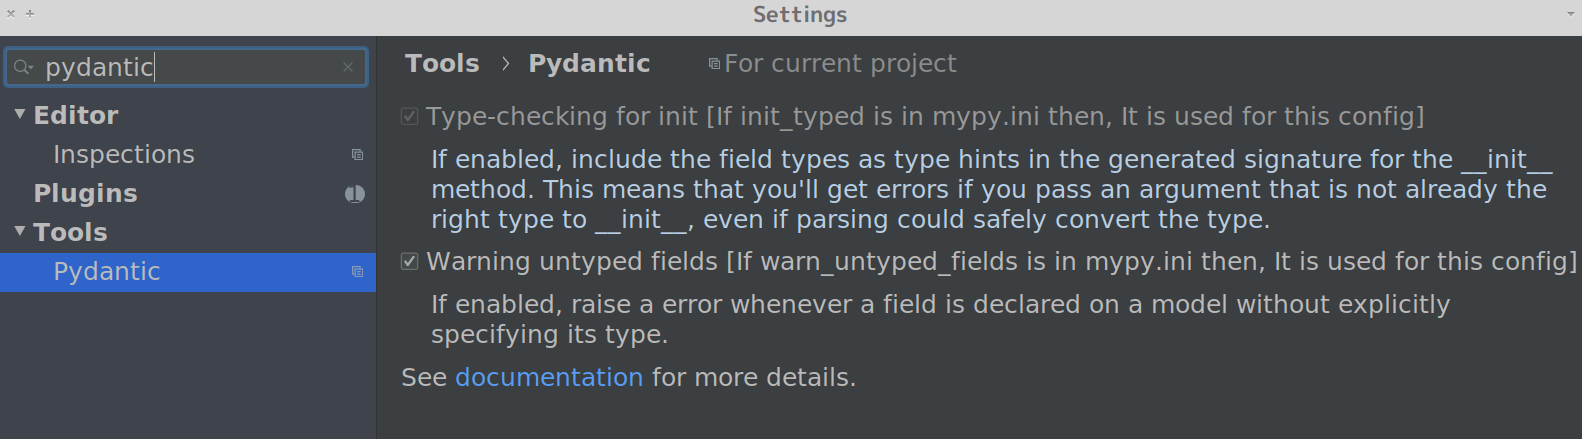 Settings
pydantic
Editor
Inspections
Plugins
Tools
Pydantic
Tools › Pydantic For current project
Type-checking for init [If init_typed is in mypy.ini then, It is used for this config]
If enabled, include the field types as type hints in the generated signature for the __init__
method. This means that you'll get errors if you pass an argument that is not already the
right type to __init__, even if parsing could safely convert the type.
Warning untyped fields [If warn_untyped_fields is in mypy.ini then, It is used for this config]
If enabled, raise a error whenever a field is declared on a model without explicitly
specifying its type.
See documentation for more details.